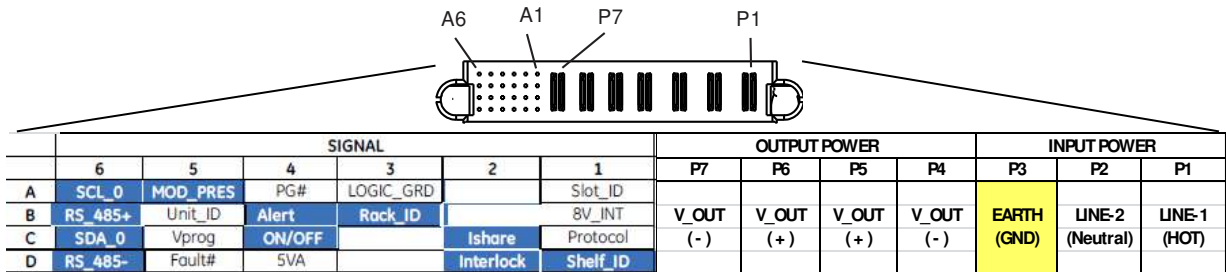 A6 A1 P7 P1
SIGNAL OUTPUT POWER INPUT POWER
6 5 4 3 2 1 P7 P6 P5 P4 P3 P2 P1
A SCL_0 MOD_PRES PG# LOGIC_GRD Slot_ID
B RS_485+ Unit_ID Alert Rack_ID 8V_INT V_OUT V_OUT V_OUT V_OUT EARTH LINE-2 LINE-1
C SDA_0 Vprog ON/OFF Ishare Protocol (-) (+) (+) (-) (GND) (Neutral) (HOT)
D RS_485- Fault# 5VA Interlock Shelf_ID